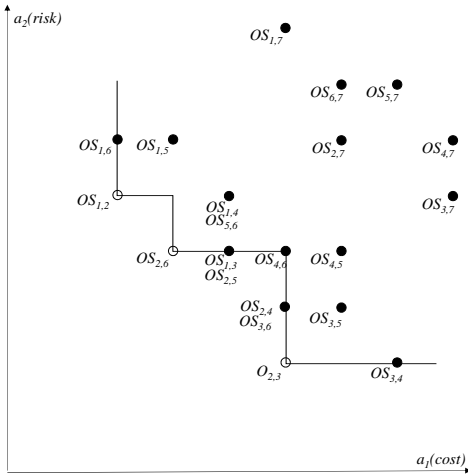 a2(risk)
OS1,7
OS6,7 OS5,7
OS1,6 OS1,5 OS2,7 OS4,7
OS1,2 OS1,4 OS3,7
OS5,6
OS2,6 OS1,3 OS4,6 OS4,5
OS2,5
OS2,4 OS3,5
OS3,6
O2,3 OS3,4
a1(cost)